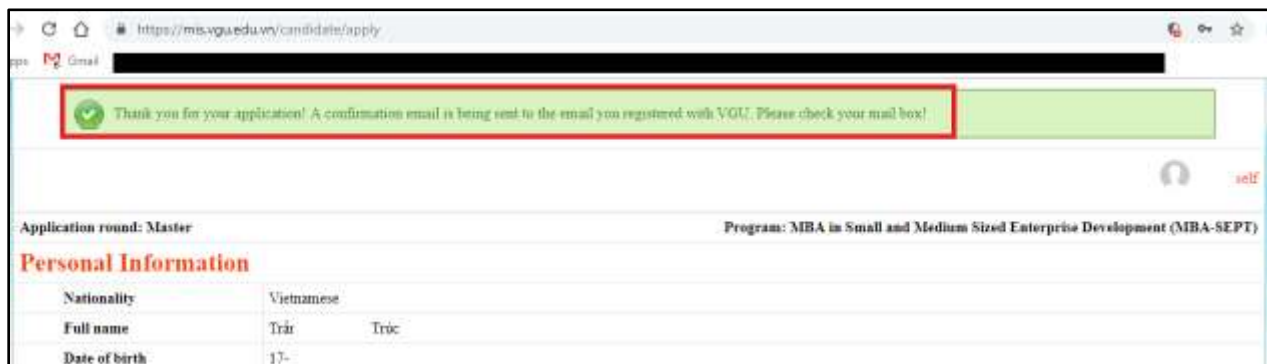 https://mis.vgu.edu.vn/candidate/apply
Gmail
Thank you for your application! A confirmation email is being sent to the email you registered with VGU. Please check your mail box!
self
Application round: Master Program: MBA in Small and Medium Sized Enterprise Development (MBA-SEPT)
Personal Information
Nationality Vietnamese
Full name Trúc
Date of birth 17-